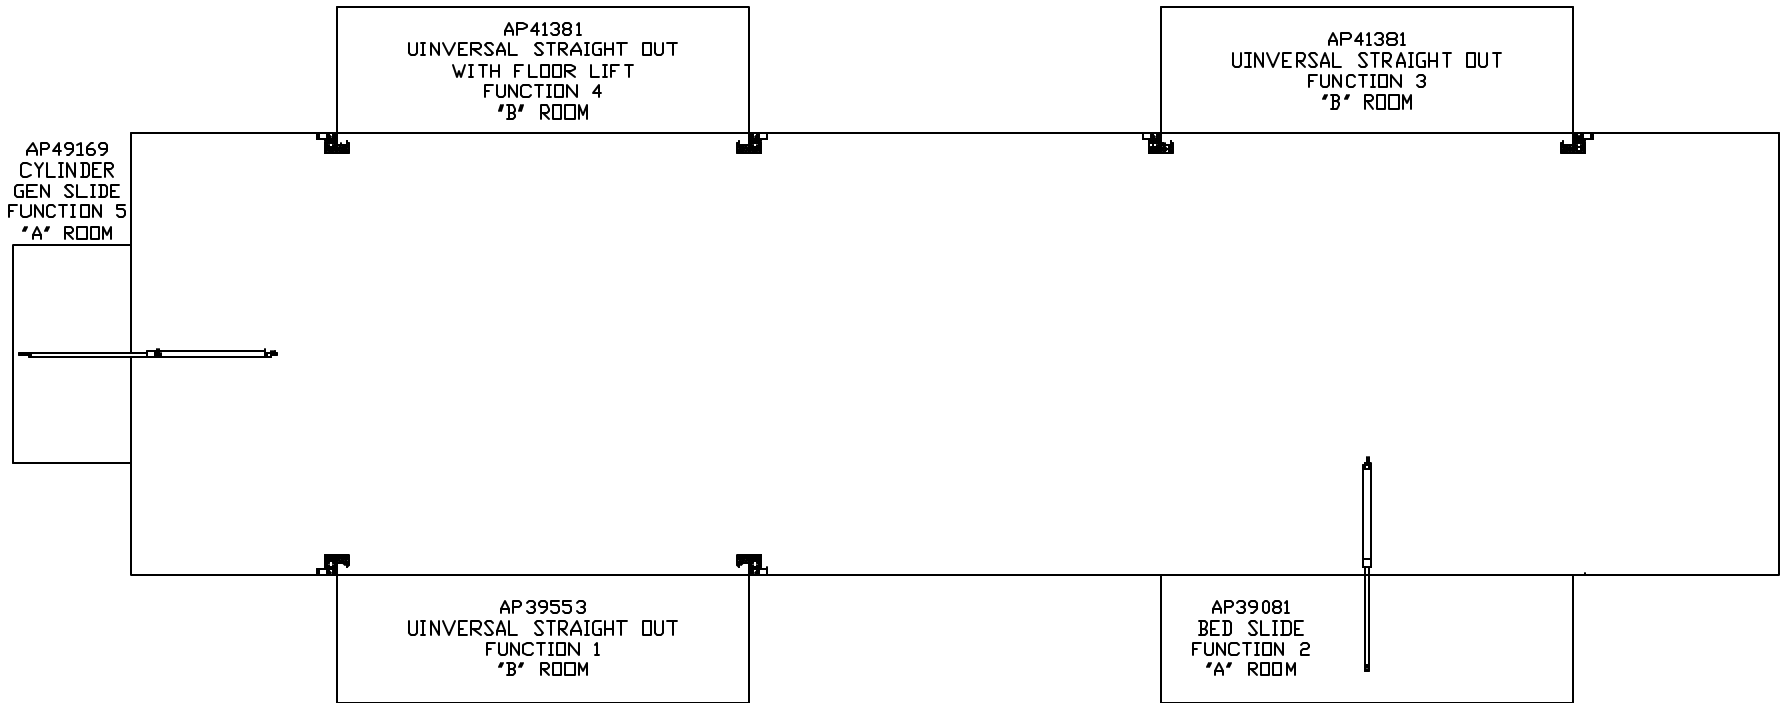 AP41381
UINVERSAL STRAIGHT OUT
WITH FLOOR LIFT
FUNCTION 4
"B" ROOM
AP41381
UINVERSAL STRAIGHT OUT
FUNCTION 3
"B" ROOM
AP49169
CYLINDER
GEN SLIDE
FUNCTION 5
"A" ROOM
AP39553
UINVERSAL STRAIGHT OUT
FUNCTION 1
"B" ROOM
AP39081
BED SLIDE
FUNCTION 2
"A" ROOM